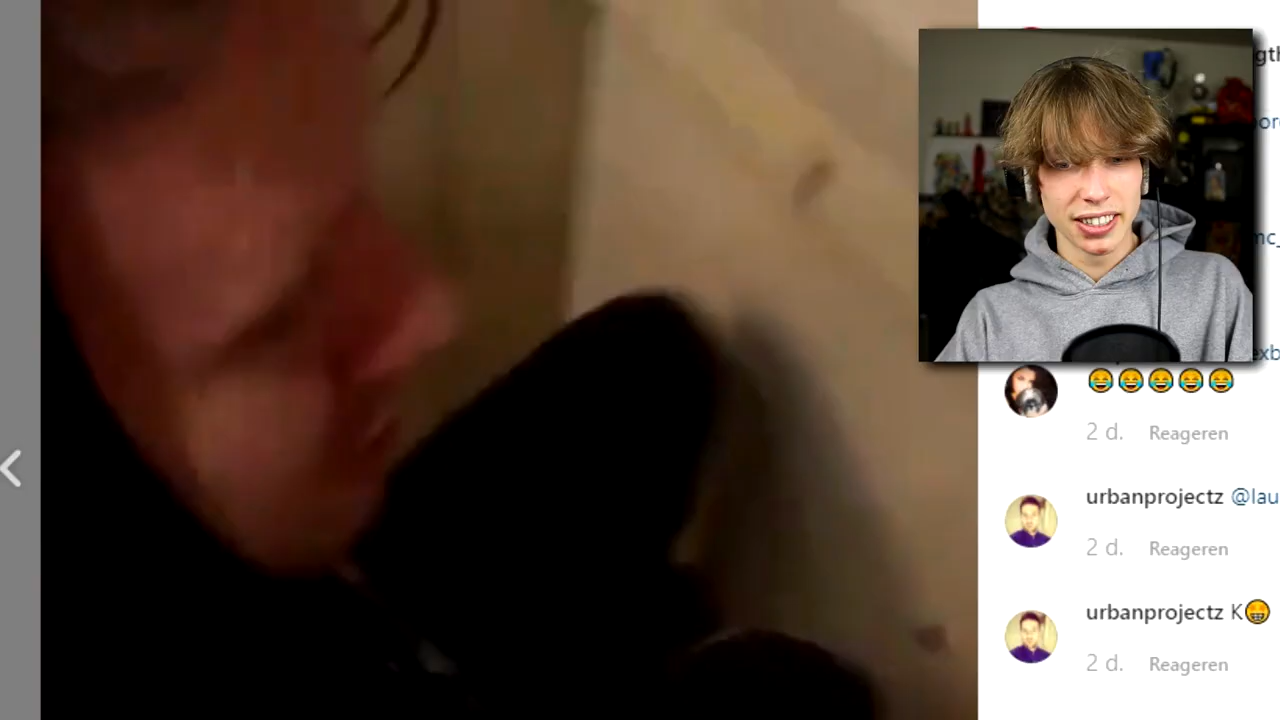 😂😂😂😂😂
2 d. Reageren
urbanprojectz @lau
2 d. Reageren
urbanprojectz K😁
2 d. Reageren